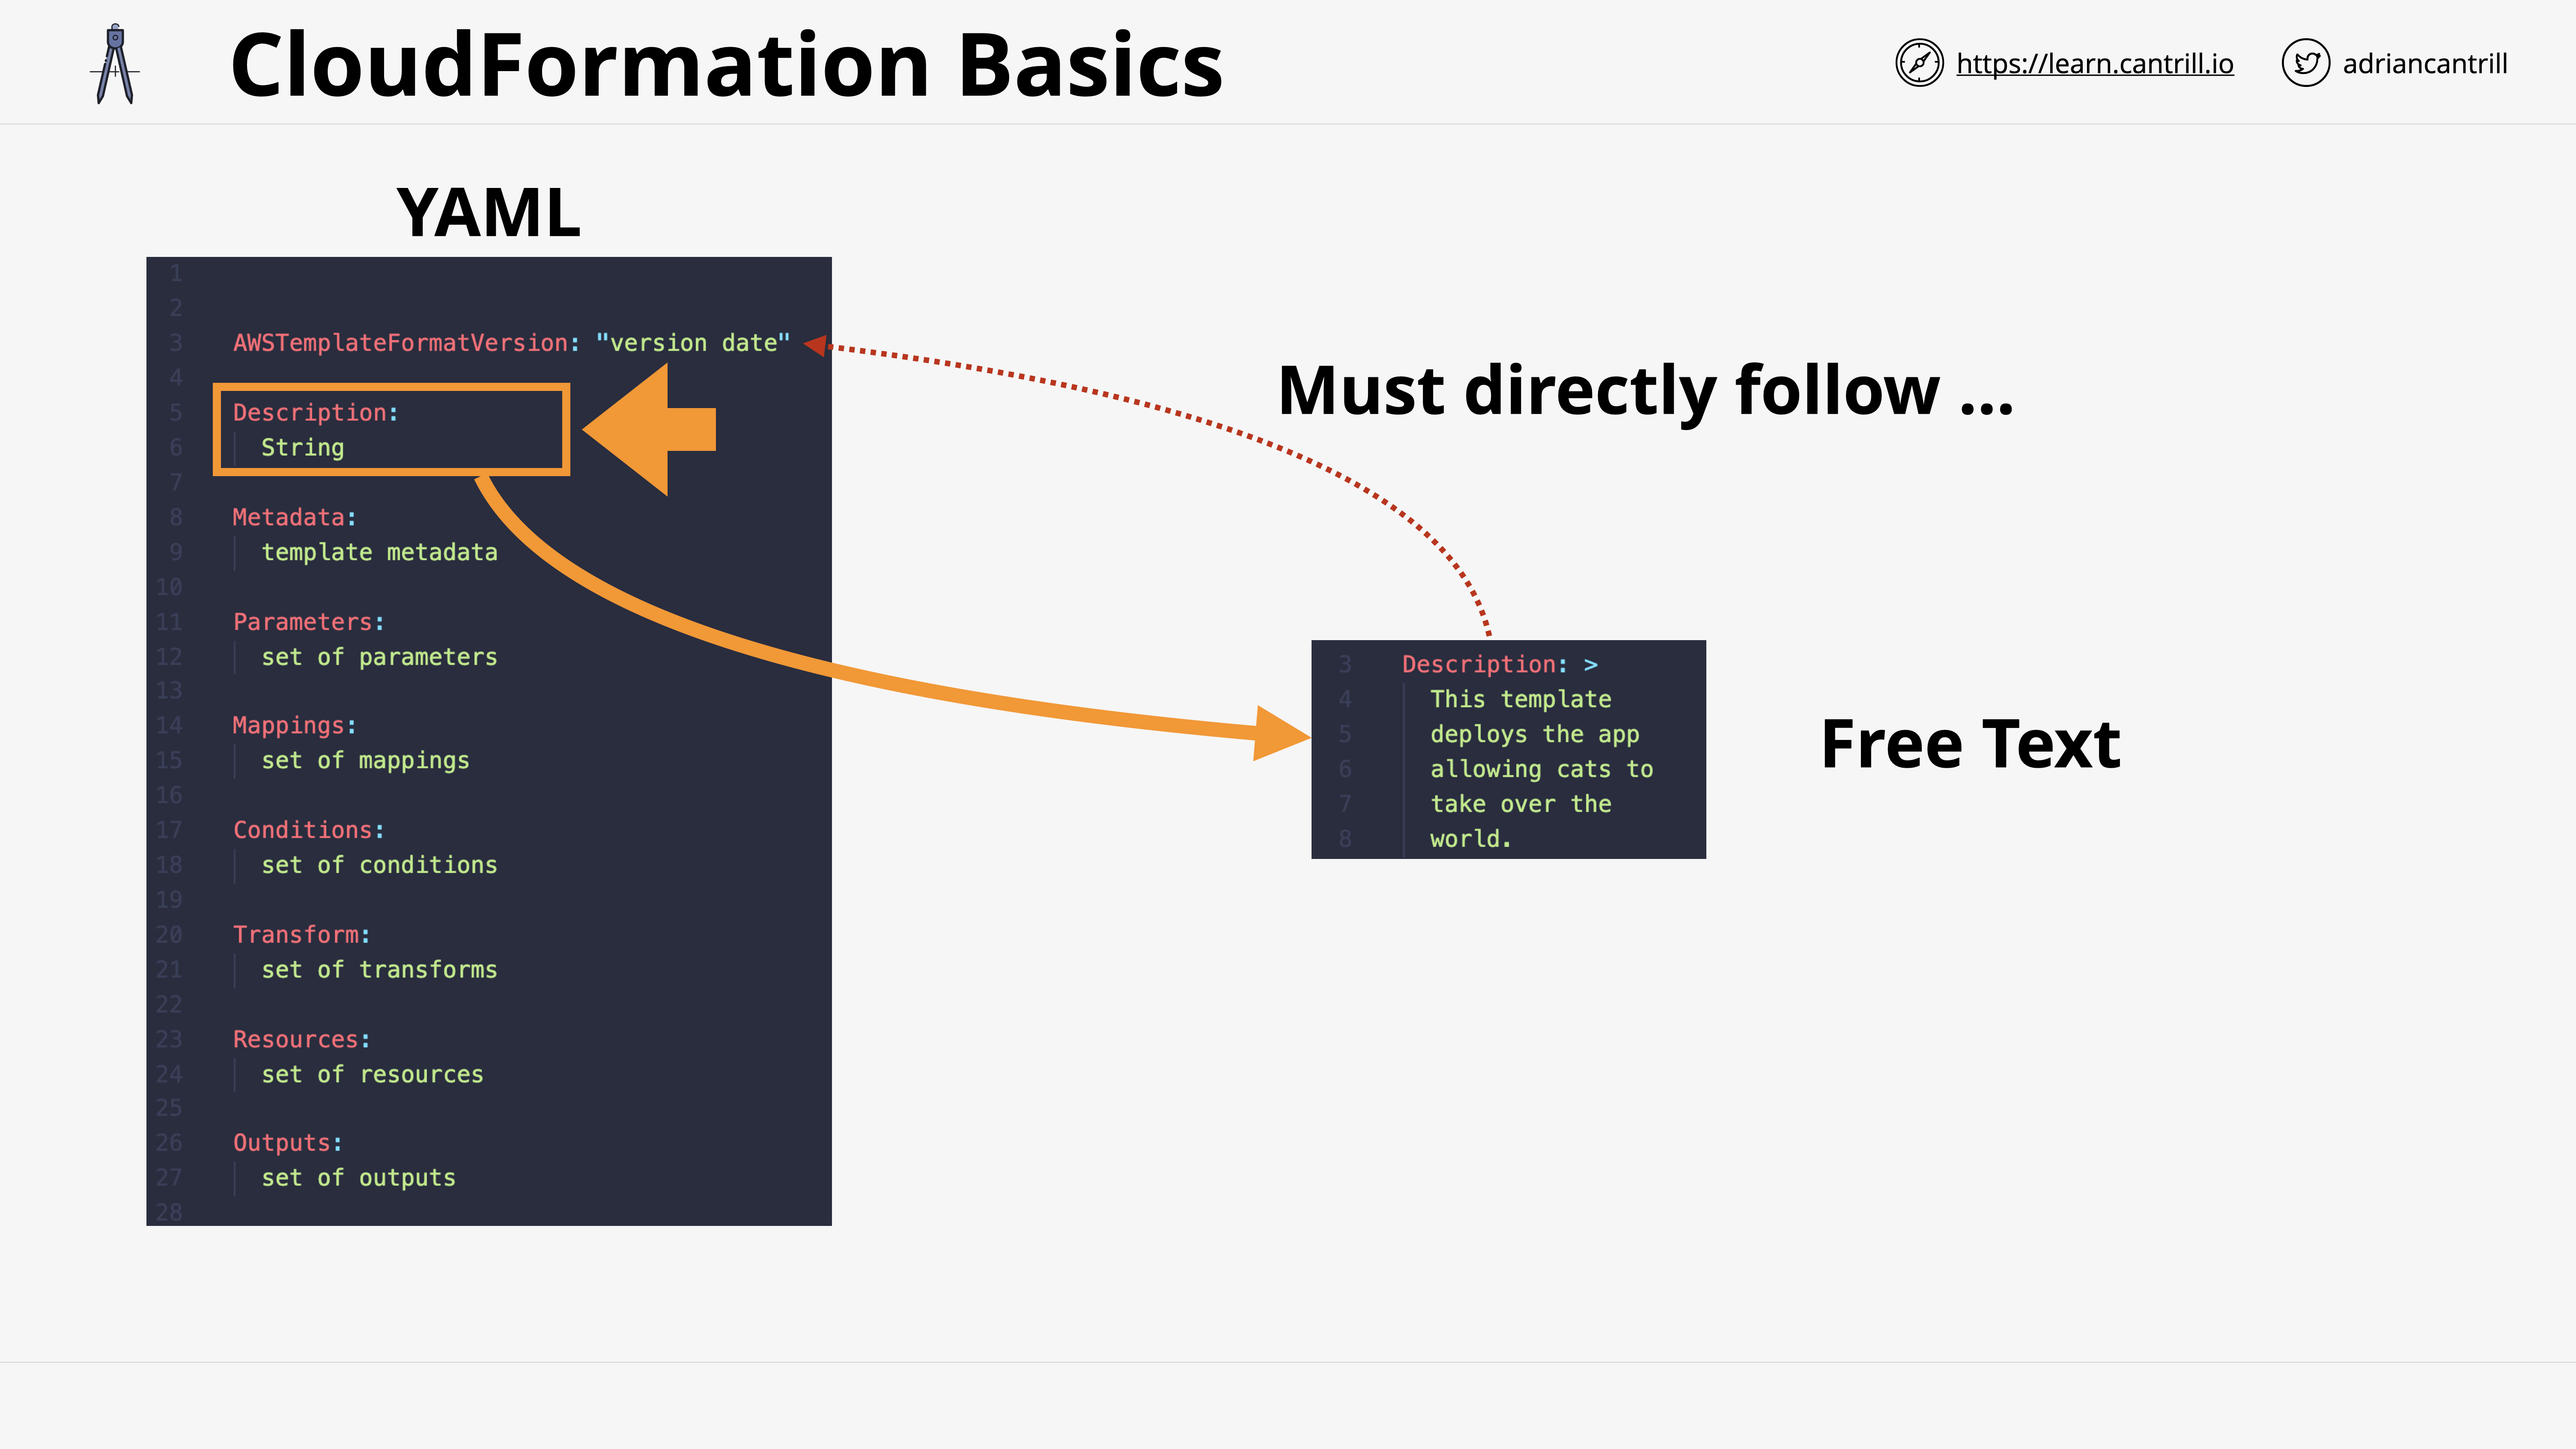 CloudFormation Basics
https://learn.cantrill.io
adriancantrill
YAML
1
2
3 AWSTemplateFormatVersion: "version date"
4
5 Description:
6 String
7
8 Metadata:
9 template metadata
10
11 Parameters:
12 set of parameters
13
14 Mappings:
15 set of mappings
16
17 Conditions:
18 set of conditions
19
20 Transform:
21 set of transforms
22
23 Resources:
24 set of resources
25
26 Outputs:
27 set of outputs
28
Must directly follow ...
3 Description: >
4 This template
5 deploys the app
6 allowing cats to
7 take over the
8 world.
Free Text